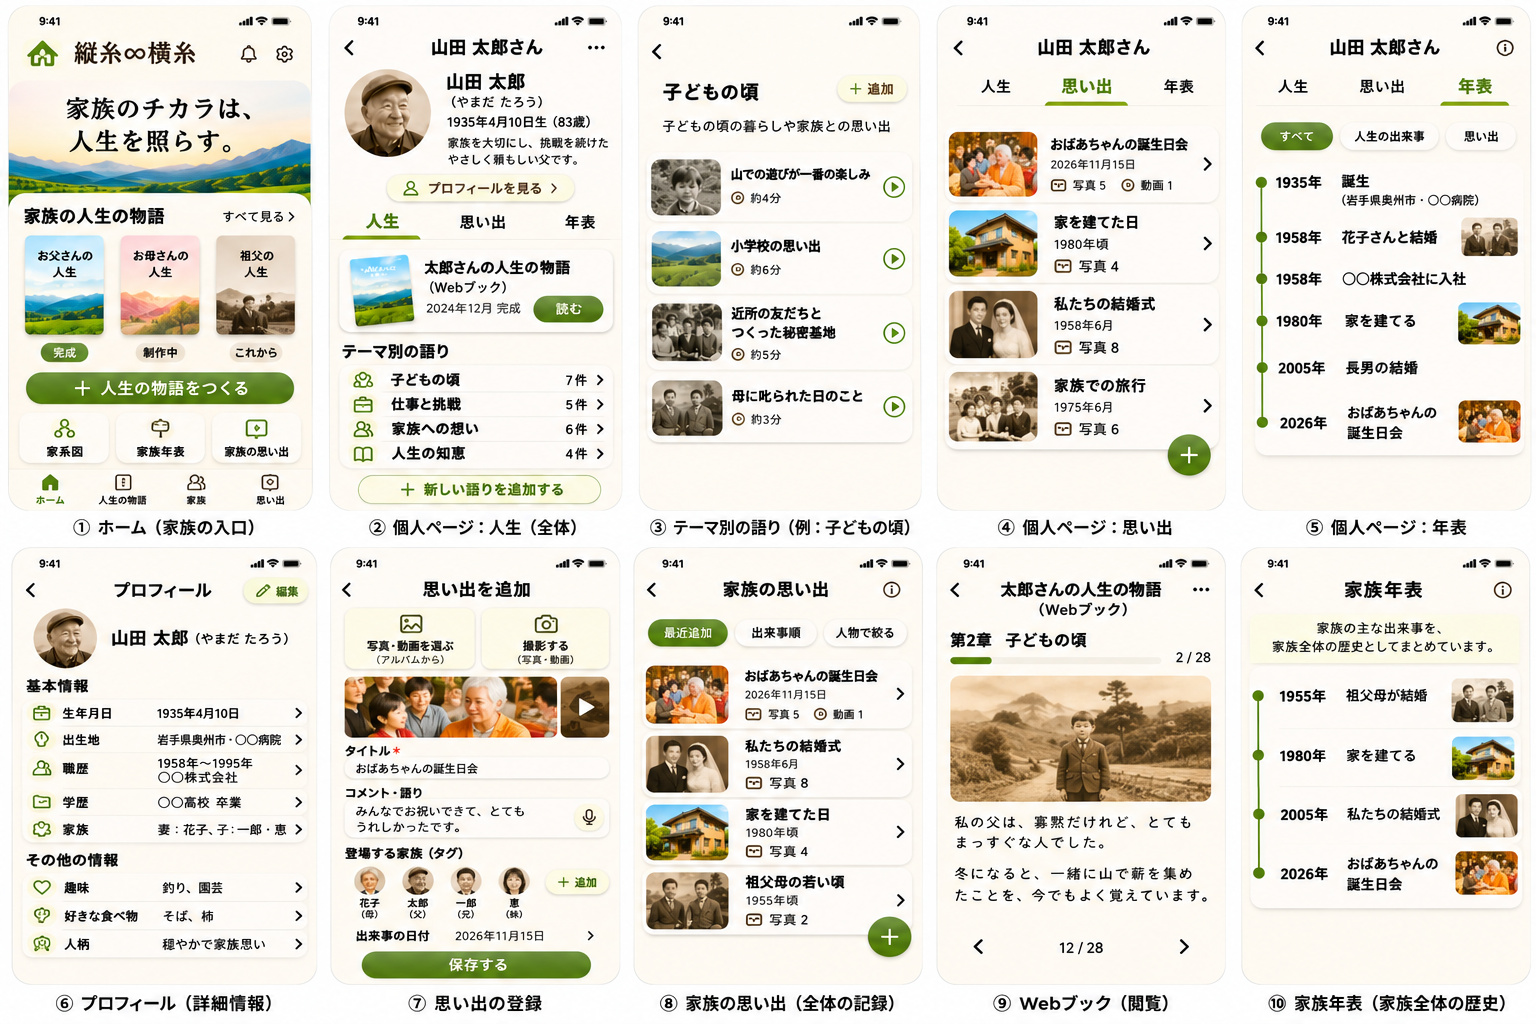 9:41
縦糸∞横糸
家族のチカラは、
人生を照らす。
家族の人生の物語
すべて見る
お父さんの
人生
お母さんの
人生
祖父の
人生
完成
制作中
これから
＋ 人生の物語をつくる
家系図
家族年表
家族の思い出
ホーム
人生の物語
家族
思い出
① ホーム（家族の入口）
9:41
山田 太郎さん
山田 太郎
（やまだ たろう）
1935年4月10日生（83歳）
家族を大切にし、挑戦を続けた
やさしく頼もしい父です。
プロフィールを見る
人生
思い出
年表
太郎さんの人生の物語
（Webブック）
2024年12月 完成
読む
テーマ別の語り
子どもの頃 7件
仕事と挑戦 5件
家族への想い 6件
人生の知恵 4件
＋ 新しい語りを追加する
② 個人ページ：人生（全体）
9:41
子どもの頃
＋ 追加
子どもの頃の暮らしや家族との思い出
山での遊びが一番の楽しみ
約4分
小学校の思い出
約6分
近所の友だちと
つくった秘密基地
約5分
母に叱られた日のこと
約3分
③ テーマ別の語り（例：子どもの頃）
9:41
山田 太郎さん
人生
思い出
年表
おばあちゃんの誕生日会
2026年11月15日
写真 5 動画 1
家を建てた日
1980年頃
写真 4
私たちの結婚式
1958年6月
写真 8
家族での旅行
1975年6月
写真 6
＋
④ 個人ページ：思い出
9:41
山田 太郎さん
人生
思い出
年表
すべて
人生の出来事
思い出
1935年 誕生
（岩手県奥州市・〇〇病院）
1958年 花子さんと結婚
1958年 〇〇株式会社に入社
1980年 家を建てる
2005年 長男の結婚
2026年 おばあちゃんの
誕生日会
⑤ 個人ページ：年表
9:41
プロフィール
編集
山田 太郎（やまだ たろう）
基本情報
生年月日 1935年4月10日
出生地 岩手県奥州市・〇〇病院
職歴 1958年〜1995年
〇〇株式会社
学歴 〇〇高校 卒業
家族 妻：花子、子：一郎・恵
その他の情報
趣味 釣り、園芸
好きな食べ物 そば、柿
人柄 穏やかで家族思い
⑥ プロフィール（詳細情報）
9:41
思い出を追加
写真・動画を選ぶ
（アルバムから）
撮影する
（写真・動画）
タイトル＊
おばあちゃんの誕生日会
コメント・語り
みんなでお祝いできて、とても
うれしかったです。
登場する家族（タグ）
花子
（母）
太郎
（父）
一郎
（兄）
恵
（妹）
＋ 追加
出来事の日付 2026年11月15日
保存する
⑦ 思い出の登録
9:41
家族の思い出
最近追加
出来事順
人物で絞る
おばあちゃんの誕生日会
2026年11月15日
写真 5 動画 1
私たちの結婚式
1958年6月
写真 8
家を建てた日
1980年頃
写真 4
祖父母の若い頃
1955年頃
写真 2
＋
⑧ 家族の思い出（全体の記録）
9:41
太郎さんの人生の物語
（Webブック）
第2章 子どもの頃
2 / 28
私の父は、寡黙だけれど、とても
まっすぐな人でした。
冬になると、一緒に山で薪を集め
たことを、今でもよく覚えています。
12 / 28
⑨ Webブック（閲覧）
9:41
家族年表
家族の主な出来事を、
家族全体の歴史としてまとめています。
1955年 祖父母が結婚
1980年 家を建てる
2005年 私たちの結婚式
2026年 おばあちゃんの
誕生日会
⑩ 家族年表（家族全体の歴史）